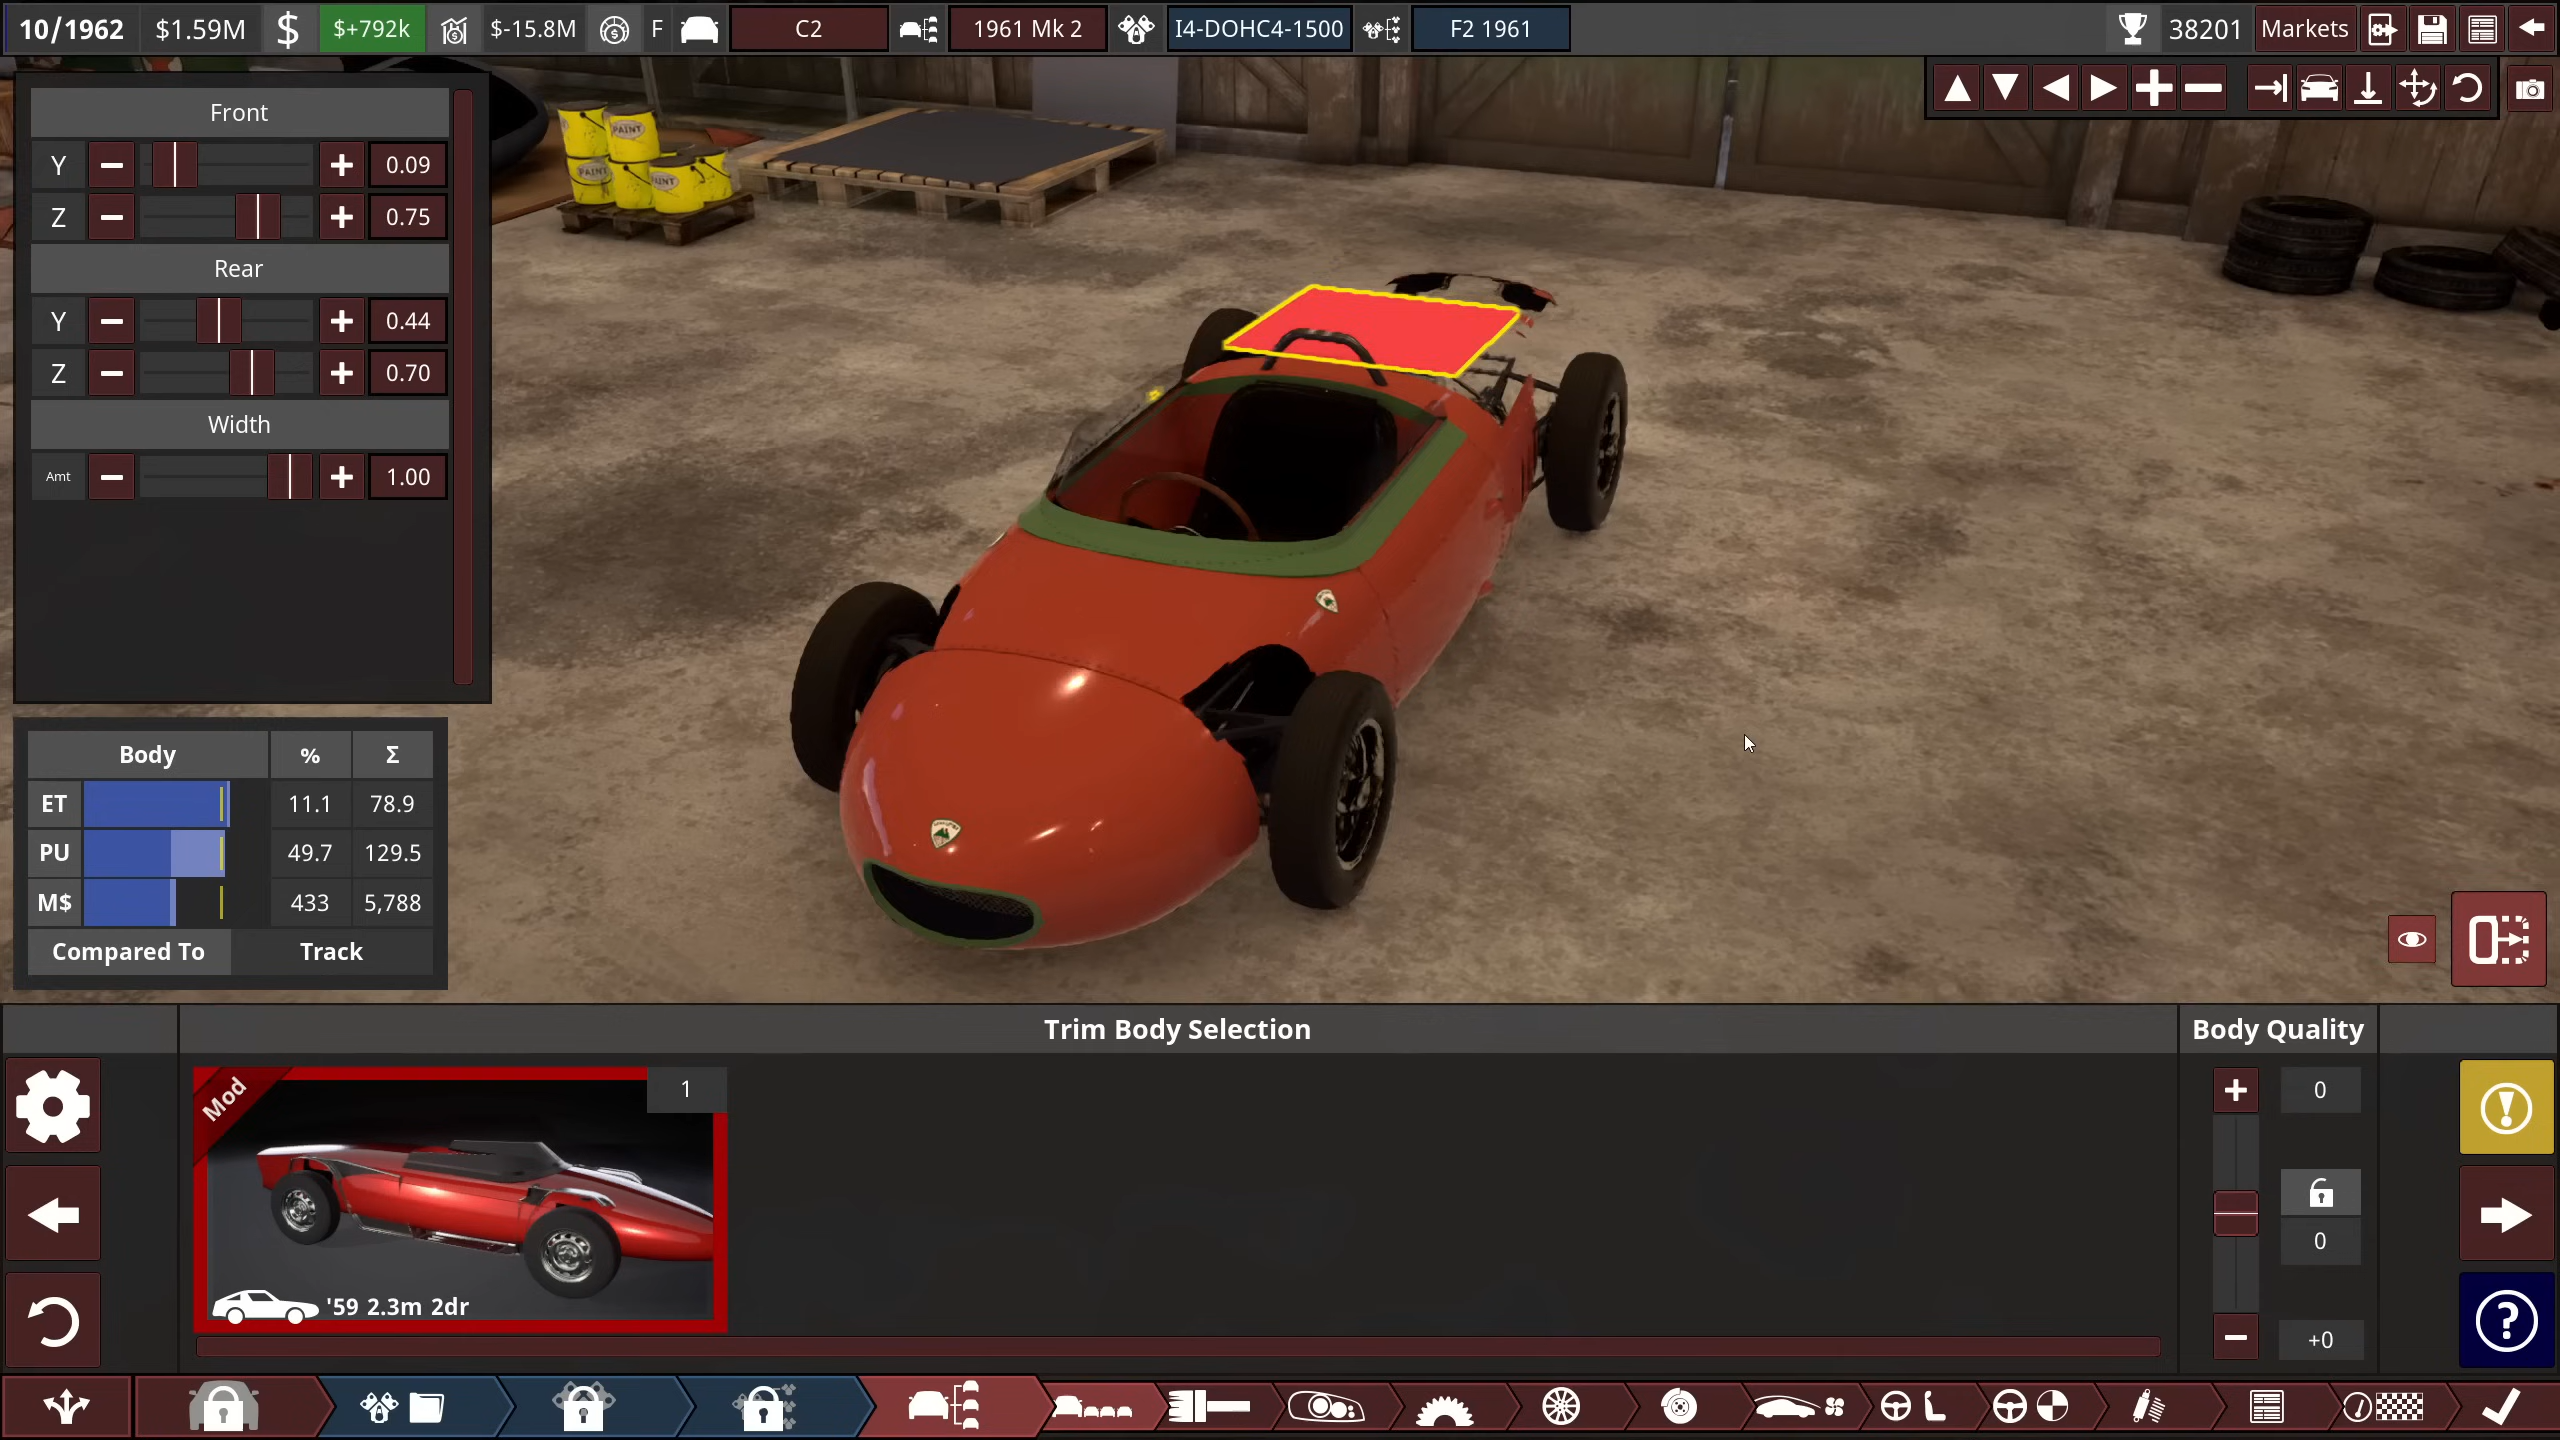 10/1962 $1.59M $+792k $-15.8M F C2 1961 Mk 2 I4-DOHC4-1500 F2 1961 38201 Markets
Front
Y 0.09
Z 0.75
Rear
Y 0.44
Z 0.70
Width
Amt 1.00
PAINT
PAINT
Body % Σ
ET 11.1 78.9
PU 49.7 129.5
M$ 433 5,788
Compared To Track
Trim Body Selection
Body Quality
Mod
1
'59 2.3m 2dr
0
0
+0